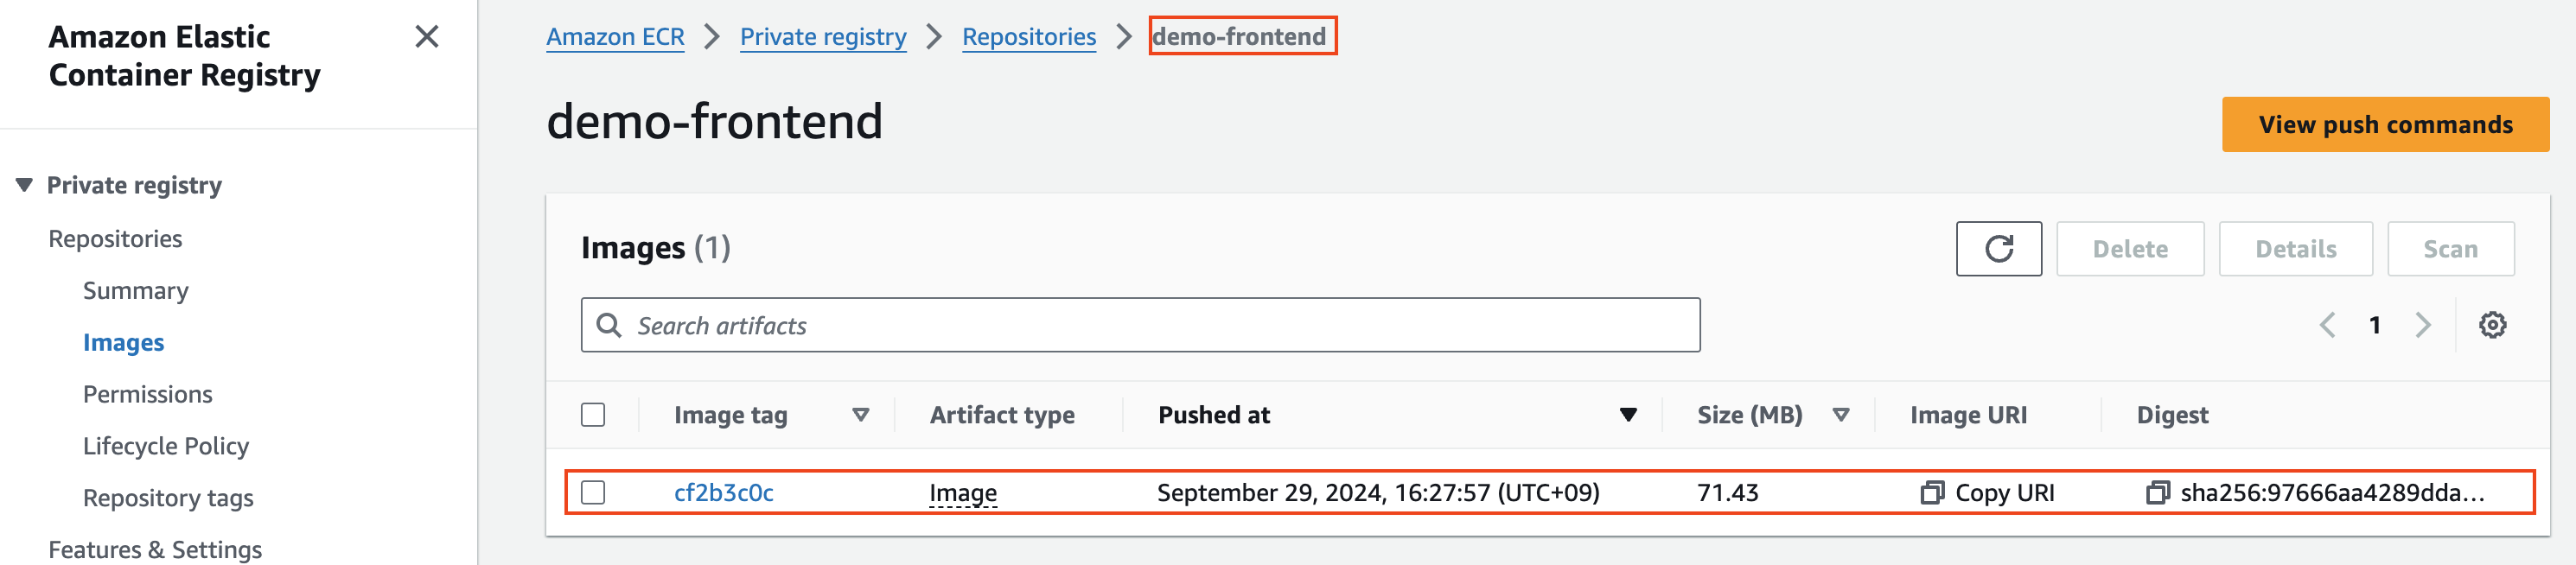 Amazon Elastic
Container Registry
Private registry
Repositories
Summary
Images
Permissions
Lifecycle Policy
Repository tags
Features & Settings
Amazon ECR Private registry Repositories demo-frontend
demo-frontend
View push commands
Images (1)
Delete Details Scan
Search artifacts
1
Image tag Artifact type Pushed at Size (MB) Image URI Digest
cf2b3c0c Image September 29, 2024, 16:27:57 (UTC+09) 71.43 Copy URI sha256:97666aa4289dda...